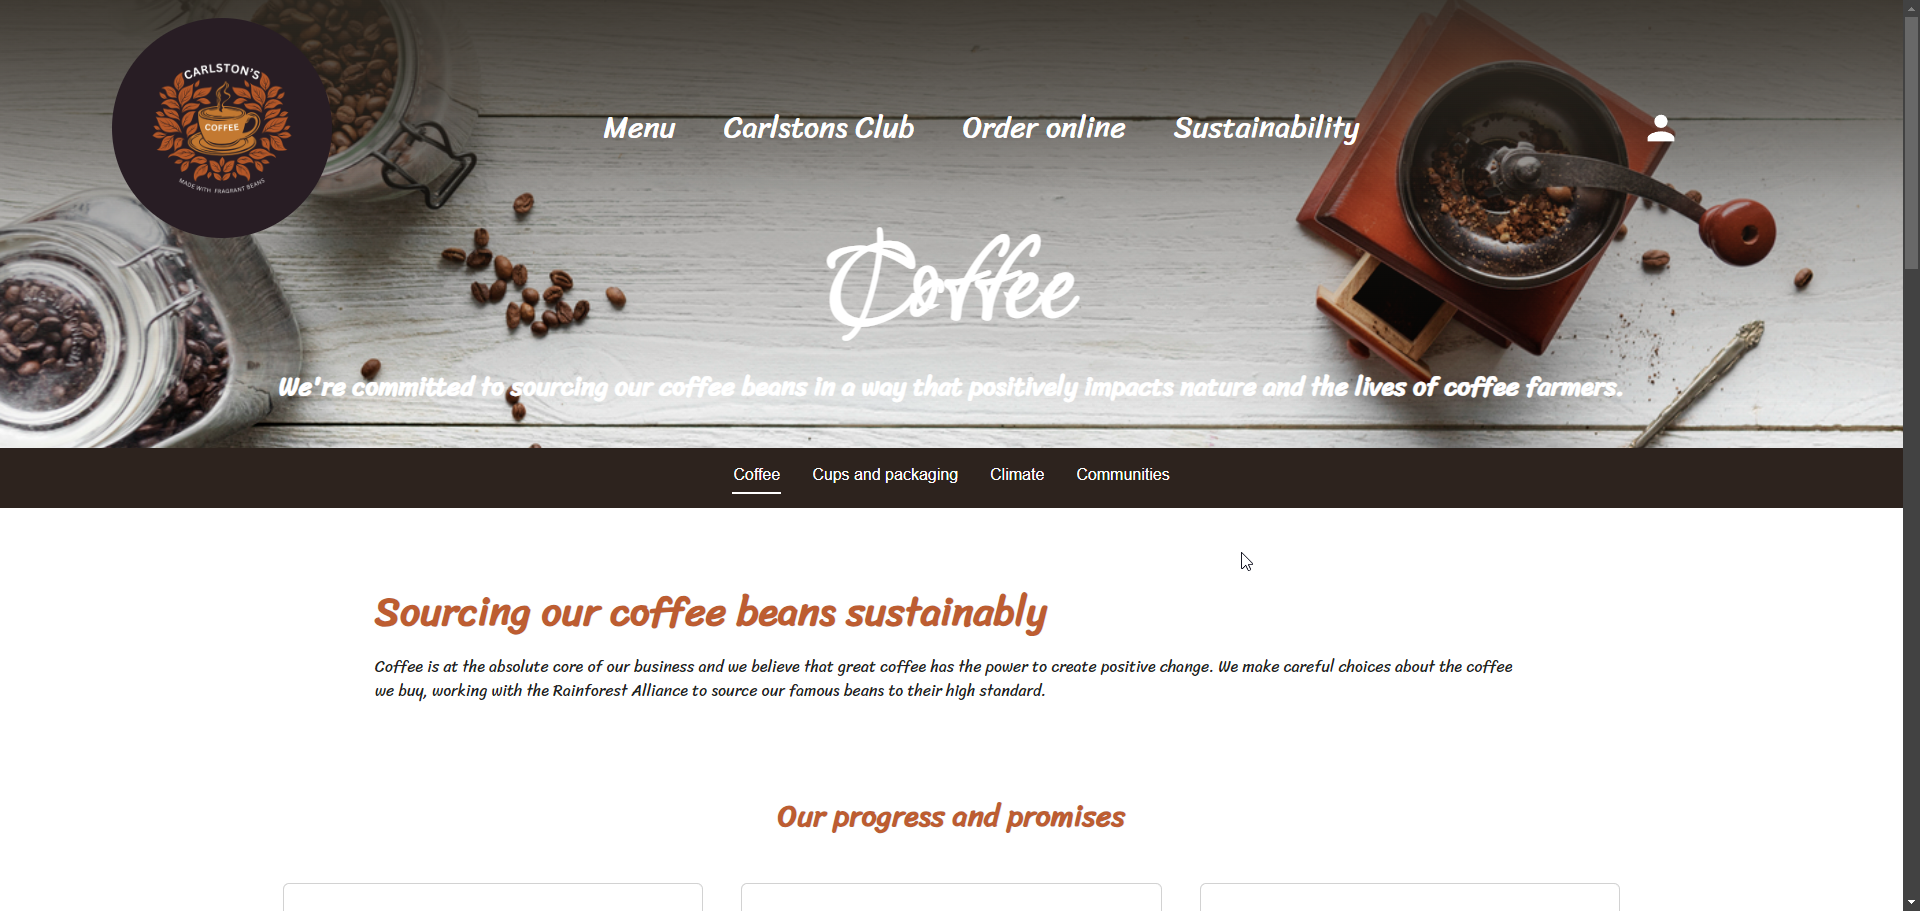 CARLSTON'S
COFFEE
MADE WITH FRAGRANT BEANS
Menu Carlstons Club Order online Sustainability
Coffee
We're committed to sourcing our coffee beans in a way that positively impacts nature and the lives of coffee farmers.
Coffee Cups and packaging Climate Communities
Sourcing our coffee beans sustainably
Coffee is at the absolute core of our business and we believe that great coffee has the power to create positive change. We make careful choices about the coffee
we buy, working with the Rainforest Alliance to source our famous beans to their high standard.
Our progress and promises